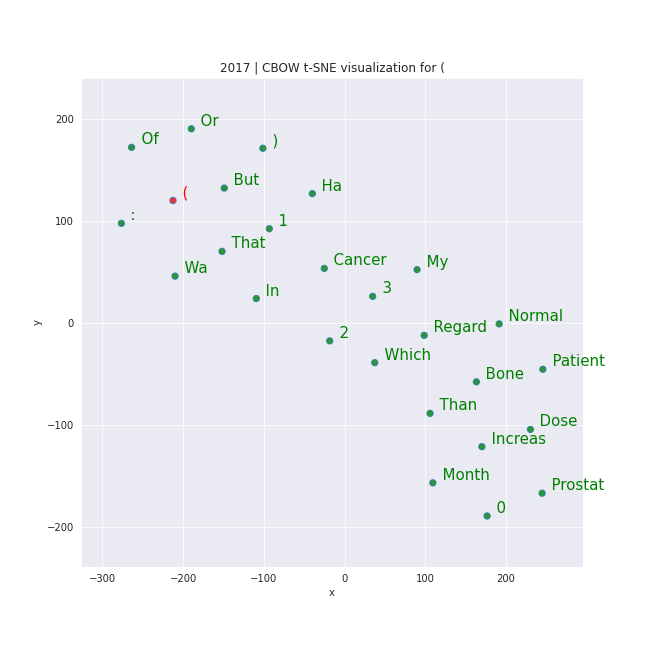 2017 | CBOW t-SNE visualization for (
200
Or
Of
)
But
Ha
(
:
100
1
That
Cancer
My
Wa
In
3
0
Normal
Regard
2
Which
Patient
Bone
-100
Than
Dose
Increas
Month
Prostat
0
−200
−300
−200
−100
0
100
200
x
y